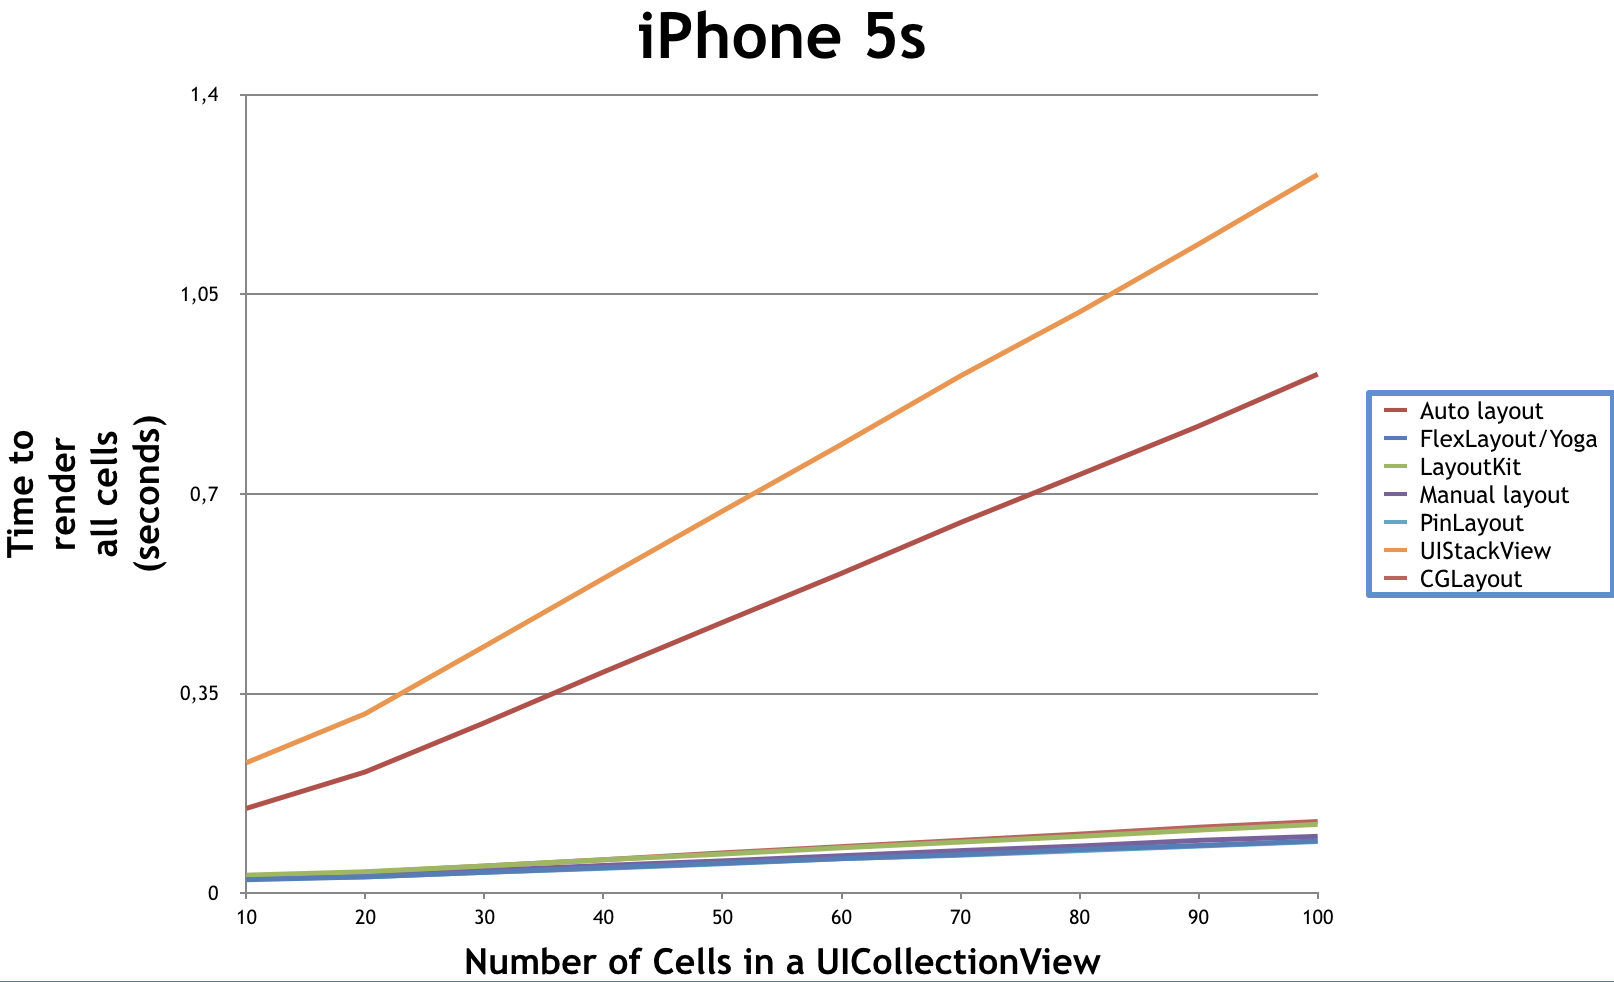 iPhone 5s
1,4
1,05
0,7
0,35
0
Time to
render
all cells
(seconds)
10 20 30 40 50 60 70 80 90 100
Number of Cells in a UICollectionView
Auto layout
FlexLayout/Yoga
LayoutKit
Manual layout
PinLayout
UIStackView
CGLayout